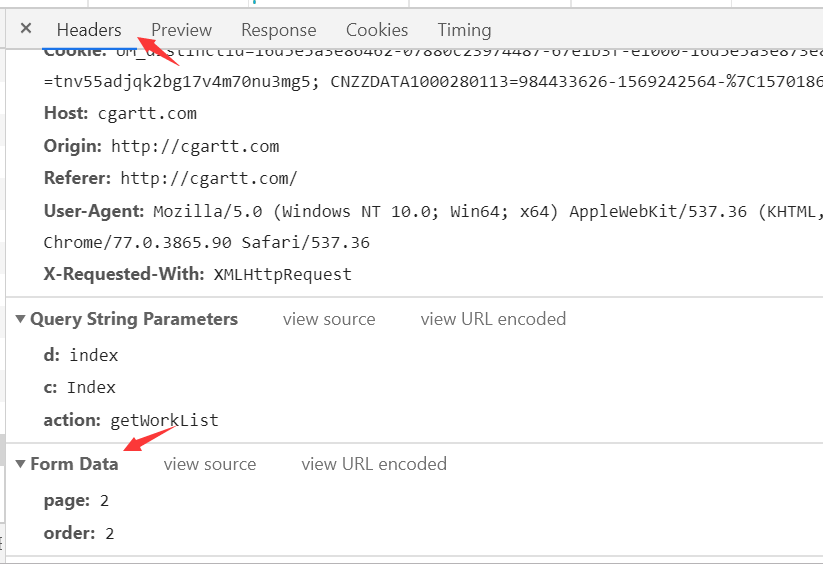 × Headers Preview Response Cookies Timing
=tnv55adjqk2bg17v4m70nu3mg5; CNZZDATA1000280113=984433626-1569242564-%7C1570186
Host: cgartt.com
Origin: http://cgartt.com
Referer: http://cgartt.com/
User-Agent: Mozilla/5.0 (Windows NT 10.0; Win64; x64) AppleWebKit/537.36 (KHTML,
Chrome/77.0.3865.90 Safari/537.36
X-Requested-With: XMLHttpRequest
Query String Parameters view source view URL encoded
d: index
c: Index
action: getWorkList
Form Data view source view URL encoded
page: 2
order: 2